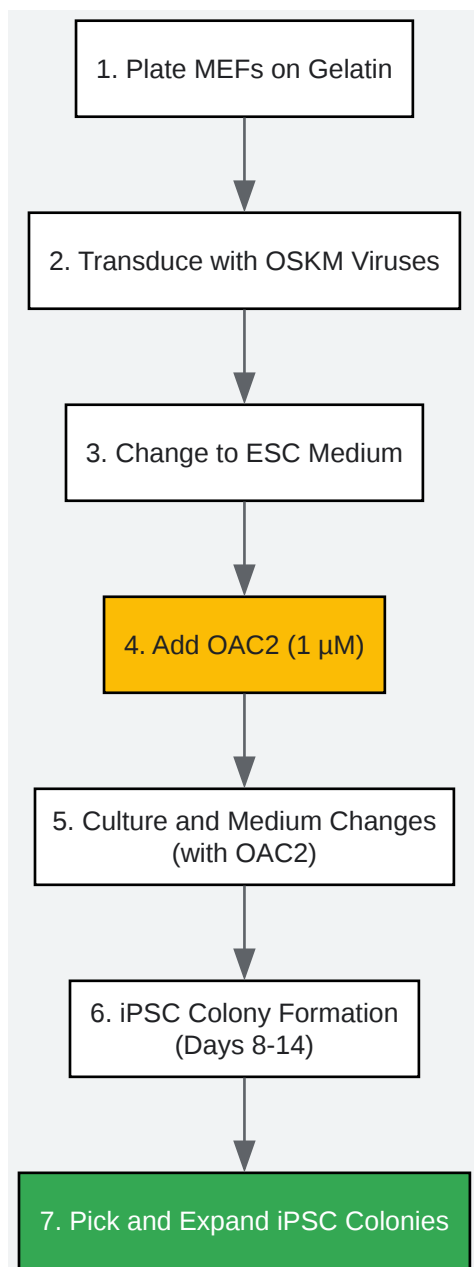 1. Plate MEFs on Gelatin
2. Transduce with OSKM Viruses
3. Change to ESC Medium
4. Add OAC2 (1 µM)
5. Culture and Medium Changes
(with OAC2)
6. iPSC Colony Formation
(Days 8-14)
7. Pick and Expand iPSC Colonies